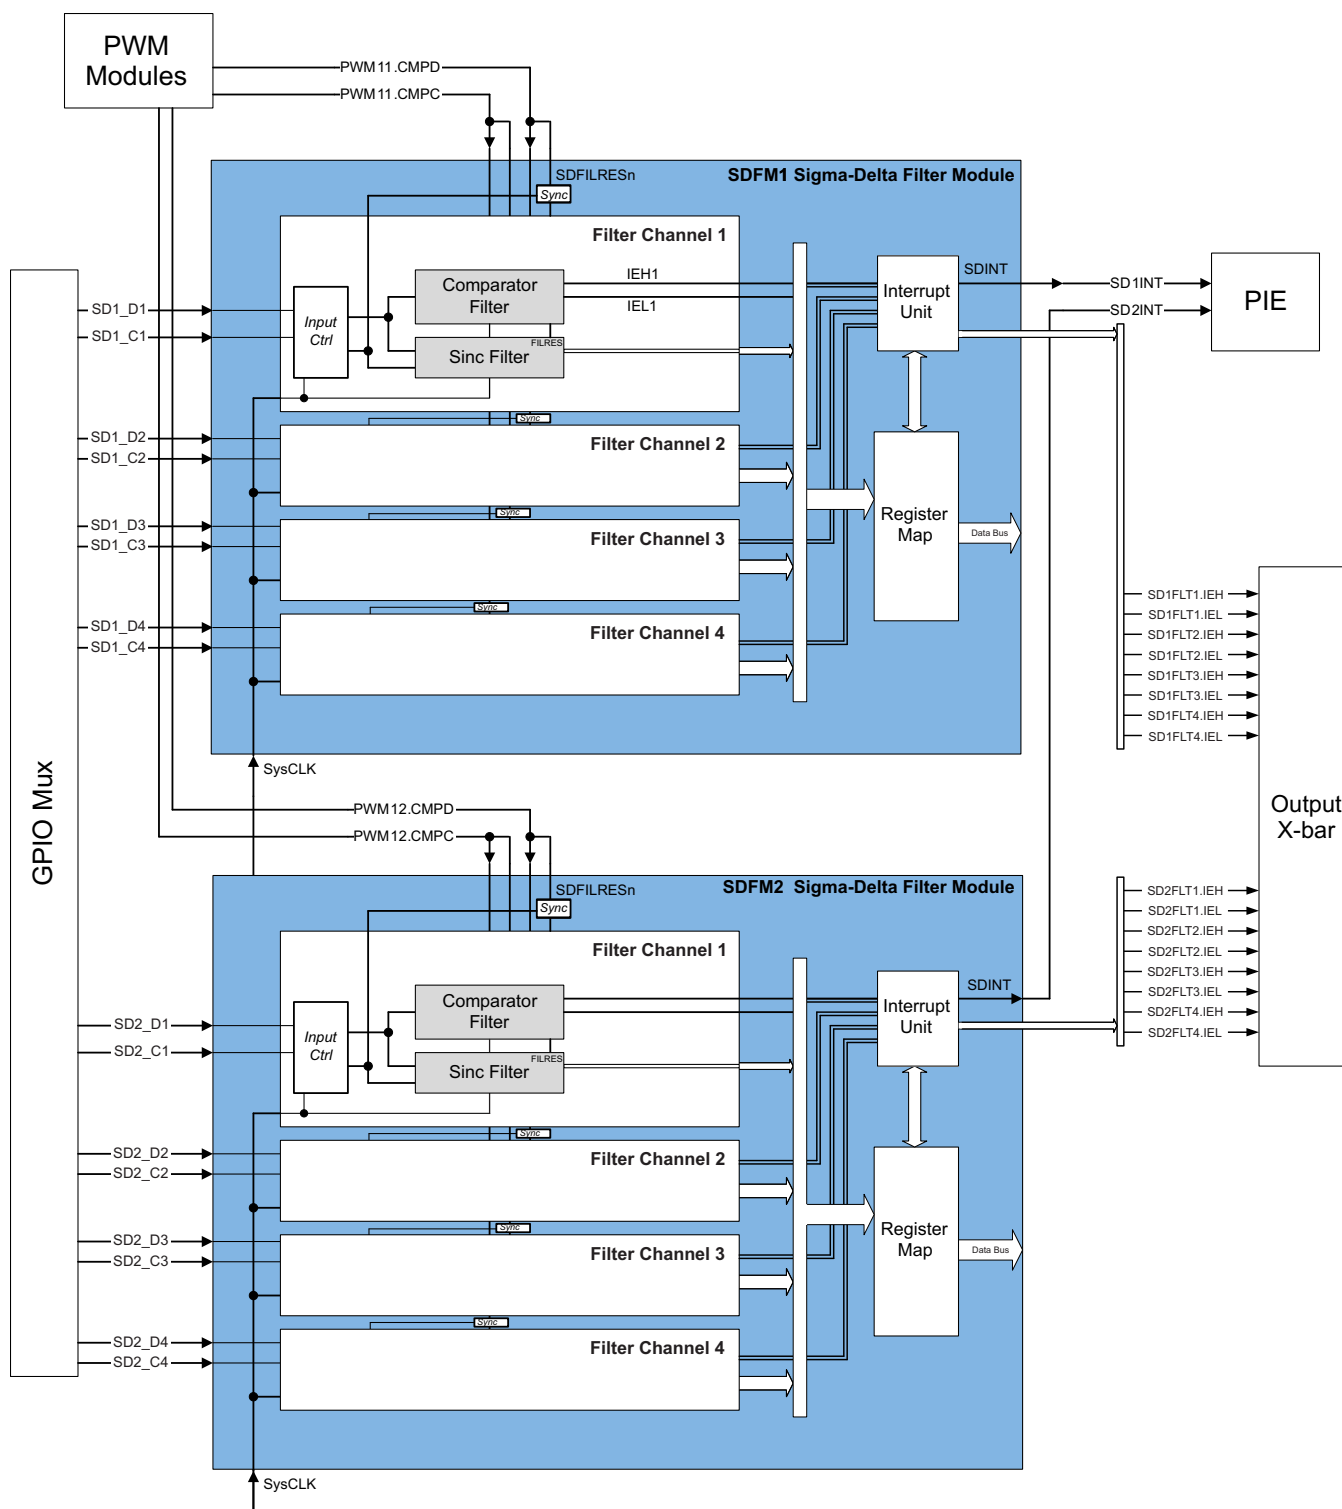 PWM
Modules
PWM11.CMPD
PWM11.CMPC
SDFM1 Sigma-Delta Filter Module
SDFILRESn
Sync
Filter Channel 1
Comparator
Filter
IEH1
IEL1
Input
Ctrl
FILRES
Sinc Filter
Interrupt
Unit
SDINT
SD1INT
SD2INT
PIE
SD1_D1
SD1_C1
Sync
SD1_D2
SD1_C2
Filter Channel 2
Sync
SD1_D3
SD1_C3
Filter Channel 3
Register
Map
Data Bus
Sync
SD1_D4
SD1_C4
Filter Channel 4
SD1FLT1.IEH
SD1FLT1.IEL
SD1FLT2.IEH
SD1FLT2.IEL
SD1FLT3.IEH
SD1FLT3.IEL
SD1FLT4.IEH
SD1FLT4.IEL
SysCLK
GPIO Mux
Output
X-bar
PWM12.CMPD
PWM12.CMPC
SDFM2 Sigma-Delta Filter Module
SDFILRESn
Sync
Filter Channel 1
Comparator
Filter
Input
Ctrl
FILRES
Sinc Filter
Interrupt
Unit
SDINT
SD2FLT1.IEH
SD2FLT1.IEL
SD2FLT2.IEH
SD2FLT2.IEL
SD2FLT3.IEH
SD2FLT3.IEL
SD2FLT4.IEH
SD2FLT4.IEL
SD2_D1
SD2_C1
Sync
SD2_D2
SD2_C2
Filter Channel 2
Sync
SD2_D3
SD2_C3
Filter Channel 3
Register
Map
Data Bus
Sync
SD2_D4
SD2_C4
Filter Channel 4
SysCLK